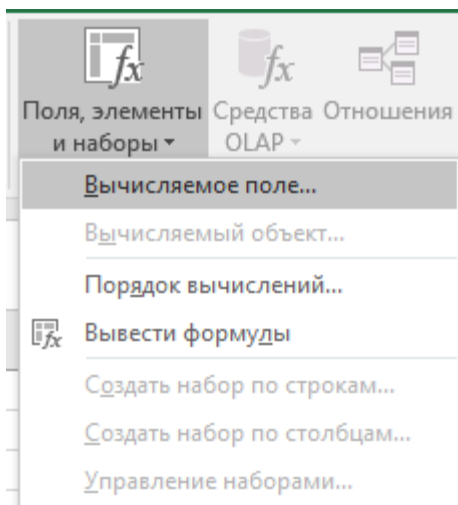 Поля, элементы Средства Отношения
и наборы OLAP
Вычисляемое поле...
Вычисляемый объект...
Порядок вычислений...
fx Вывести формулы
Создать набор по строкам...
Создать набор по столбцам...
Управление наборами...